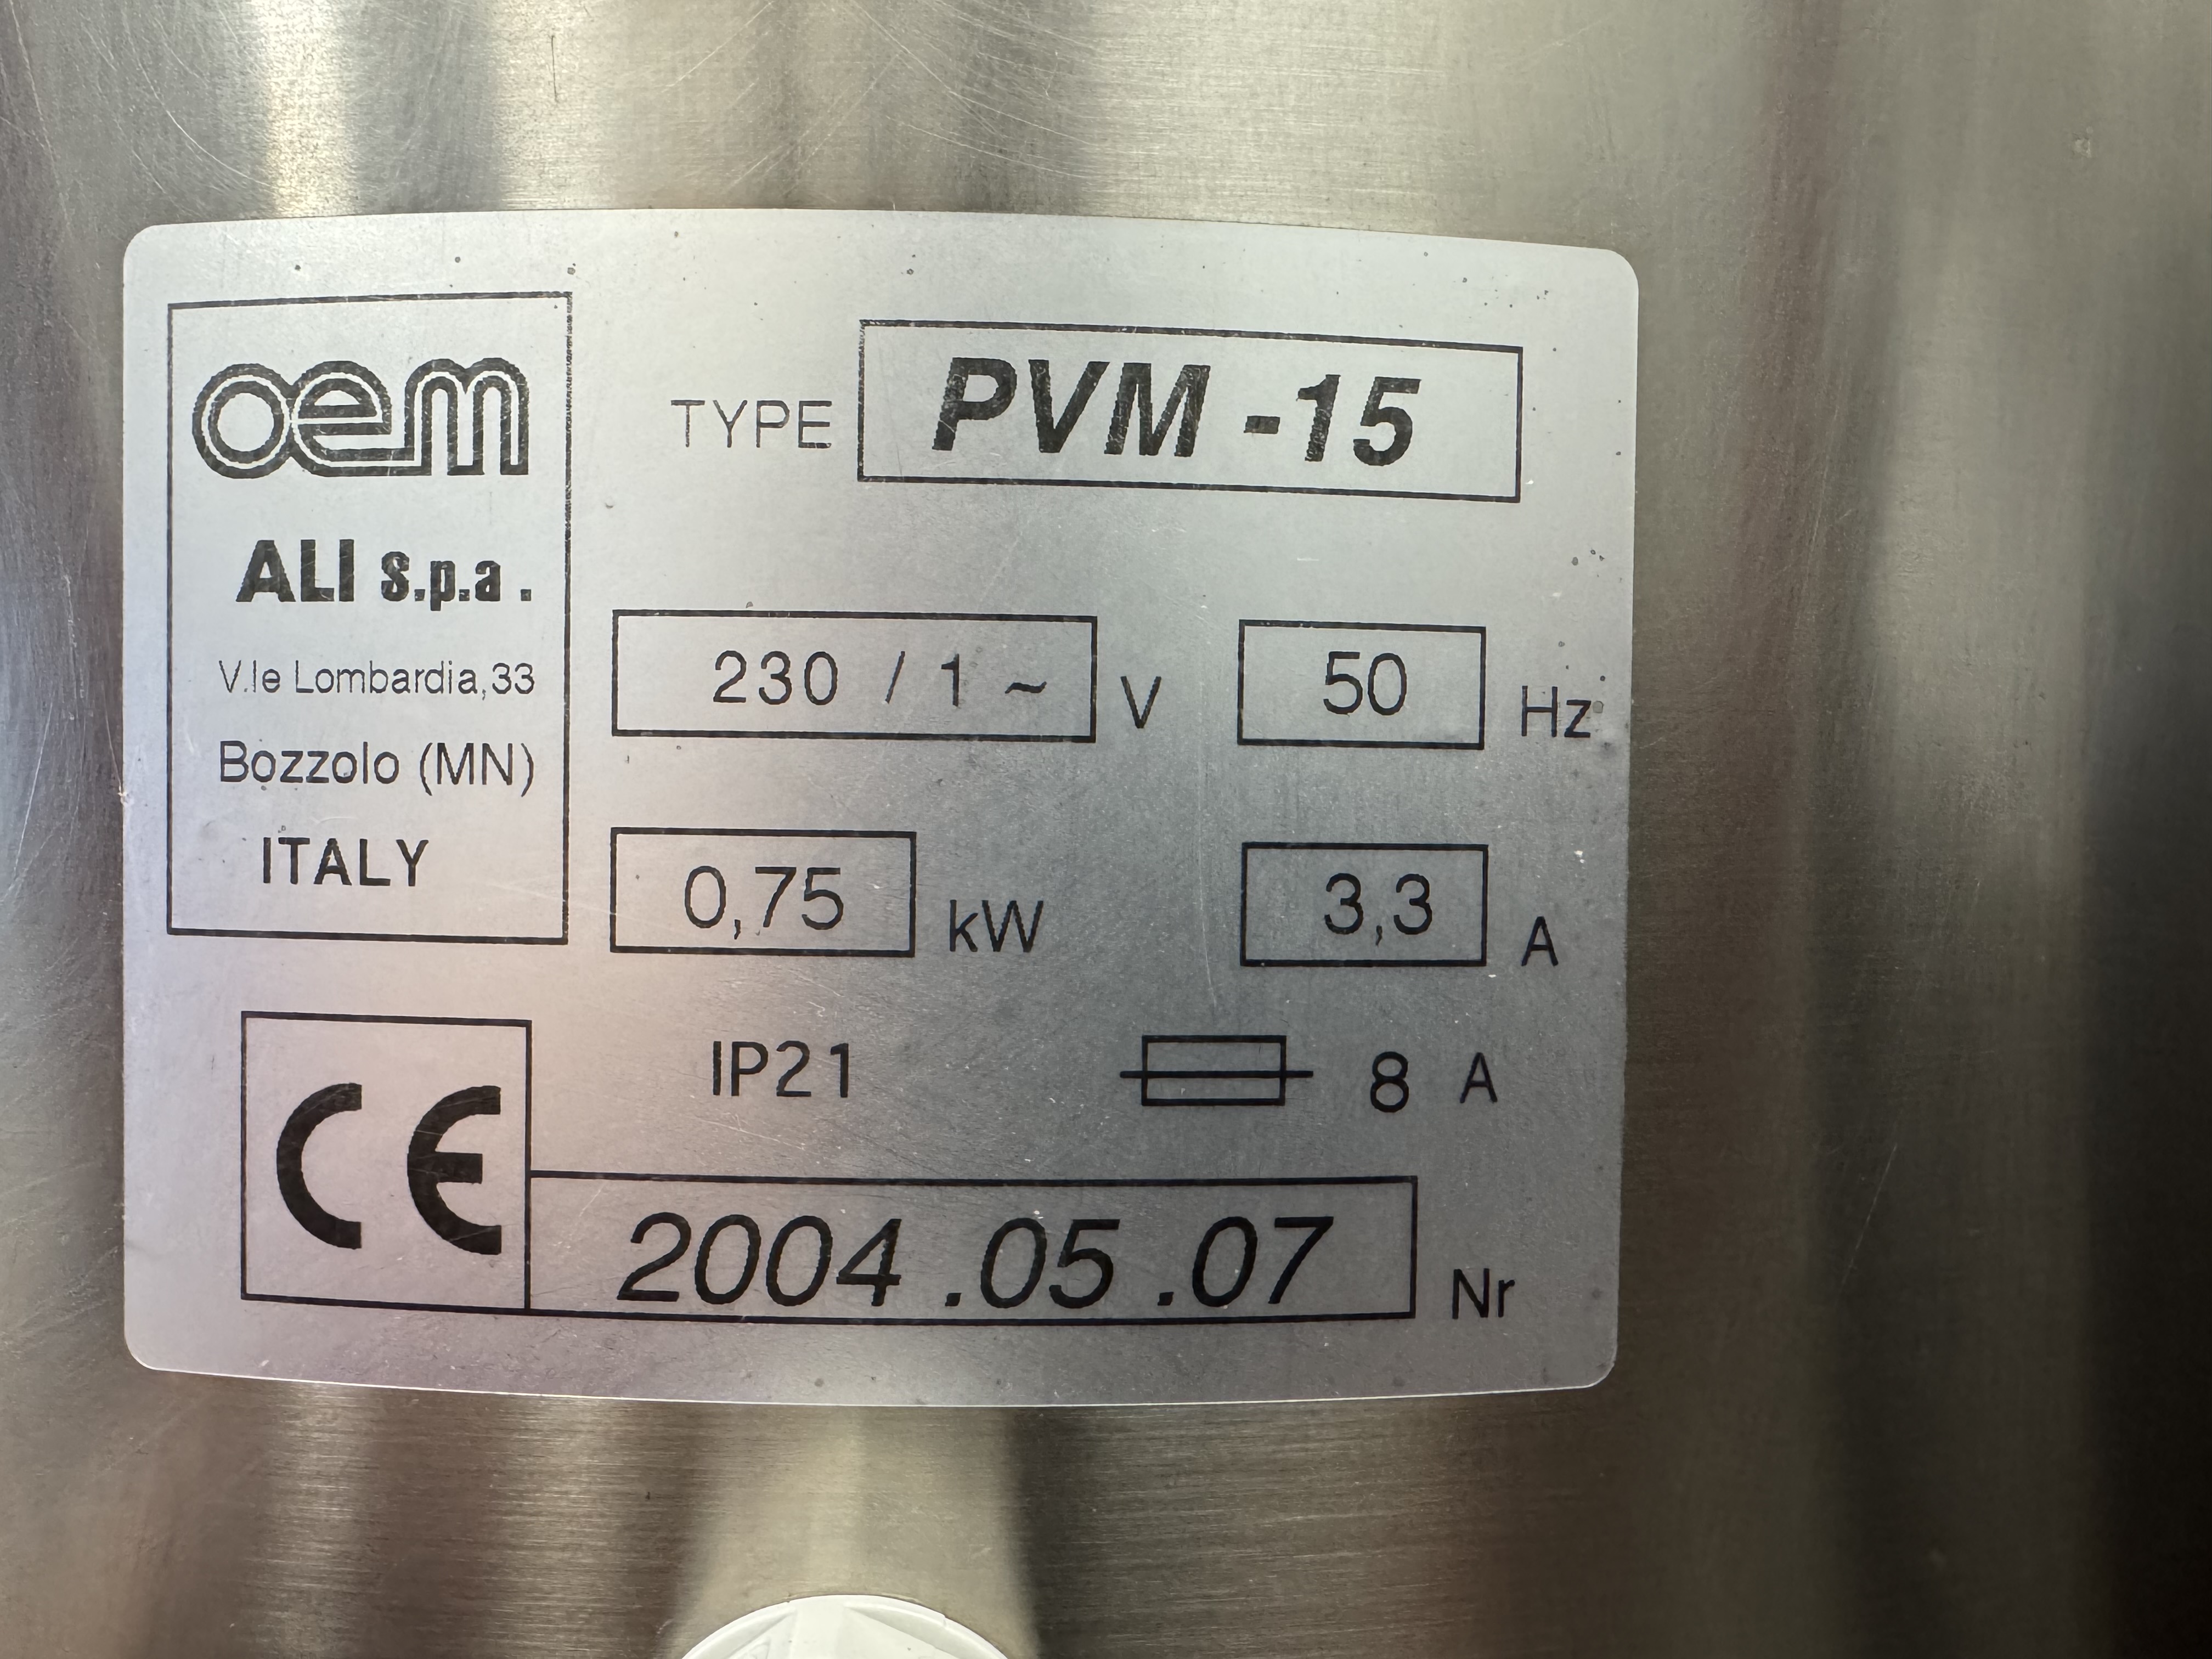 oem
ALI s.p.a .
V.le Lombardia,33
Bozzolo (MN)
ITALY
TYPE PVM -15
230 / 1 ~ V 50 Hz
0,75 kW 3,3 A
IP21 8 A
CE 2004 .05 .07 Nr